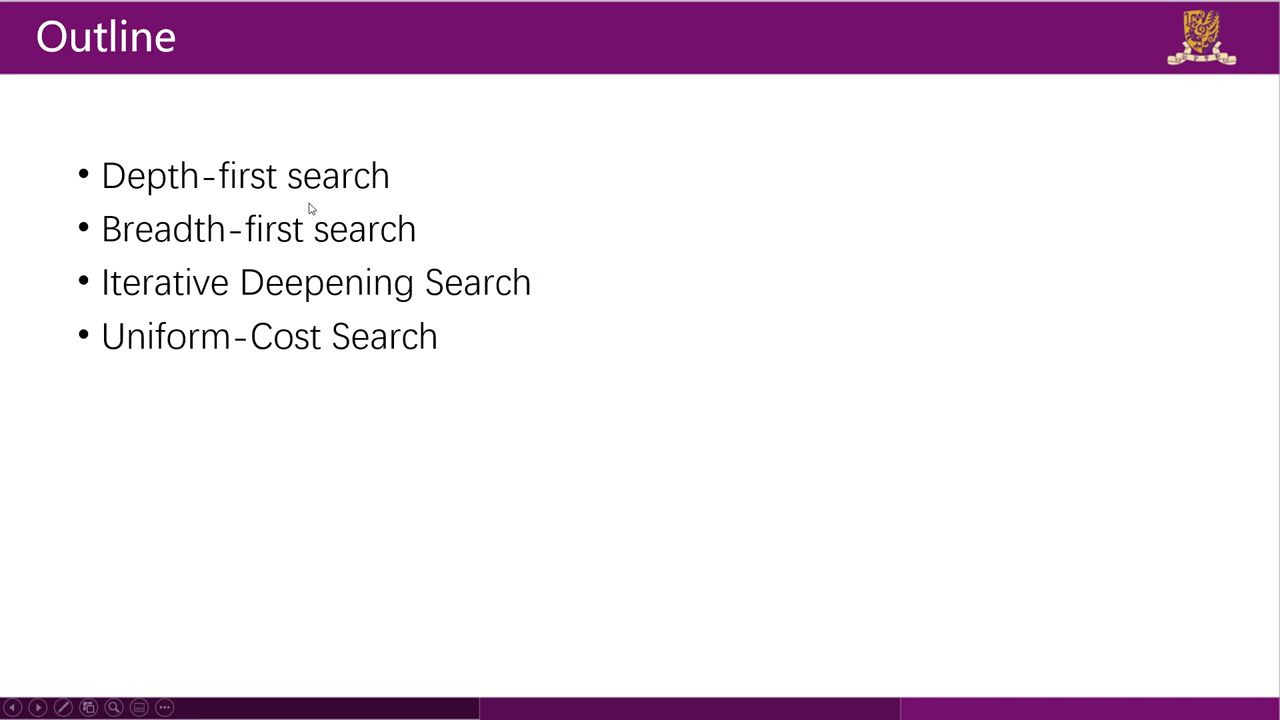 Outline
• Depth-first search
• Breadth-first search
• Iterative Deepening Search
• Uniform-Cost Search